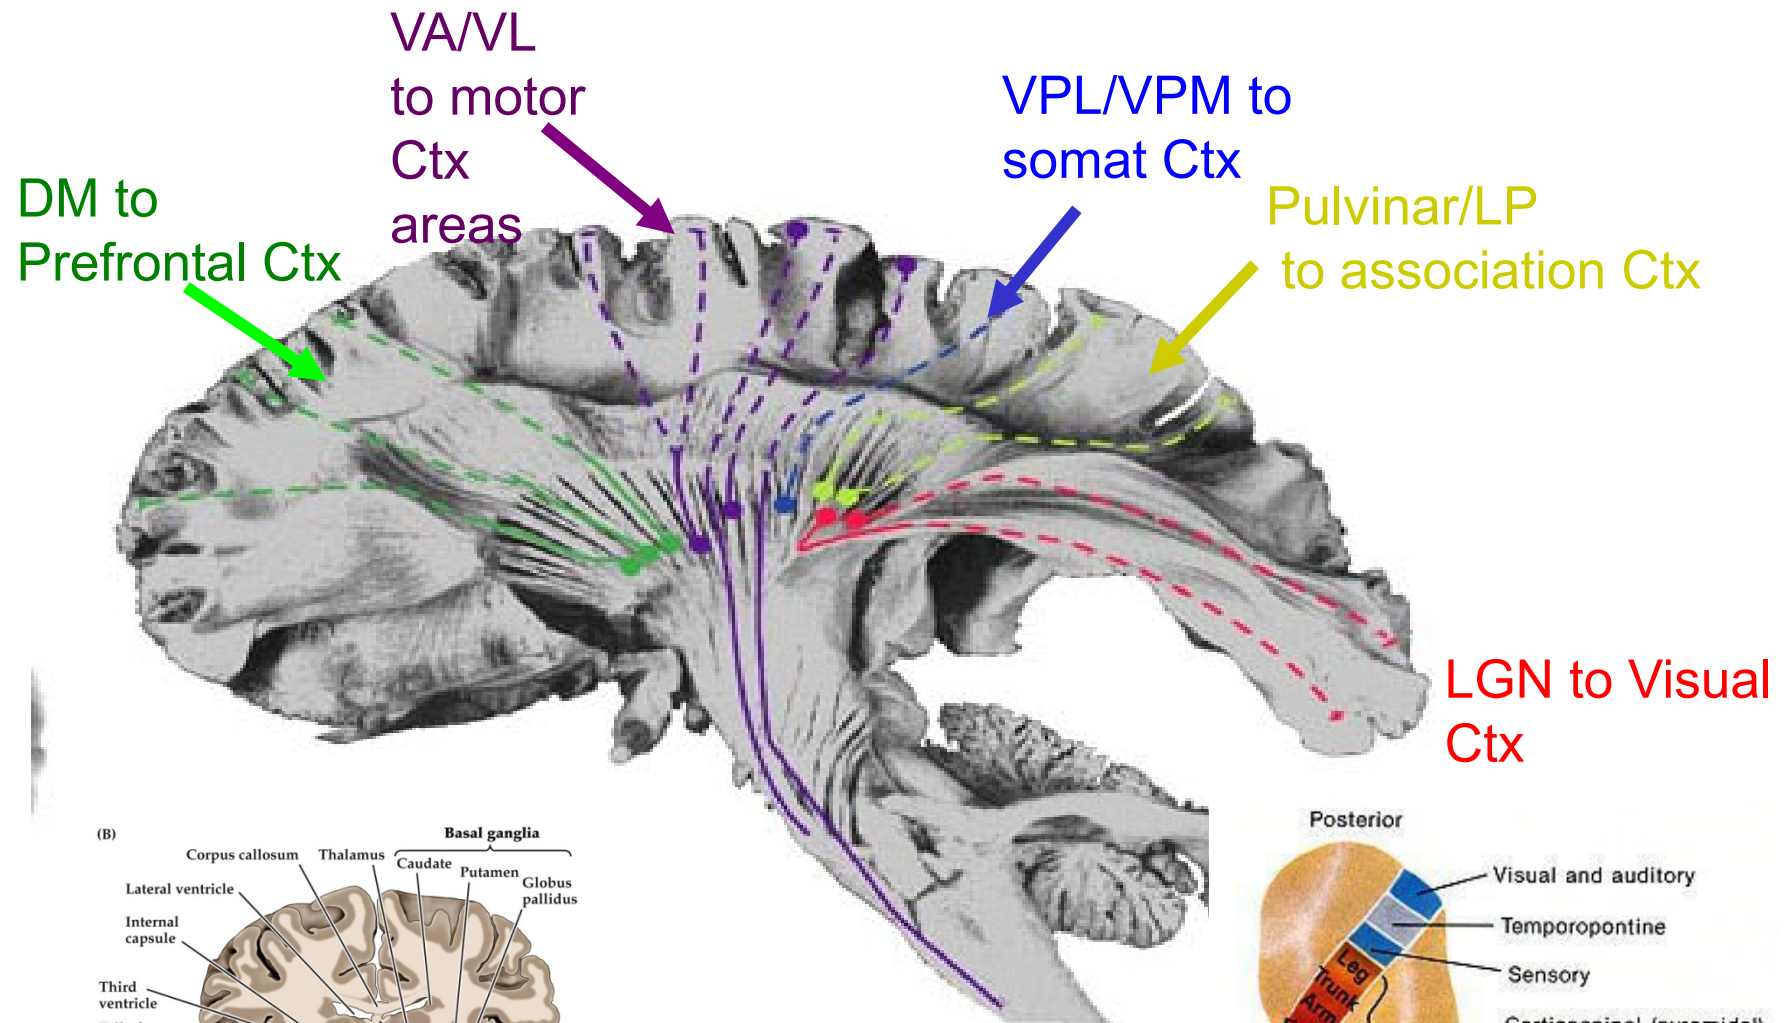 VA/VL
to motor
Ctx
areas
VPL/VPM to
somat Ctx
DM to
Prefrontal Ctx
Pulvinar/LP
to association Ctx
LGN to Visual
Ctx
(B)
Basal ganglia
Corpus callosum
Thalamus
Caudate
Putamen
Globus
pallidus
Lateral ventricle
Internal
capsule
Third
ventricle
Posterior
Visual and auditory
Temporopontine
Sensory
Leg
Trunk
Arm
Corticospinal (pyramidal)